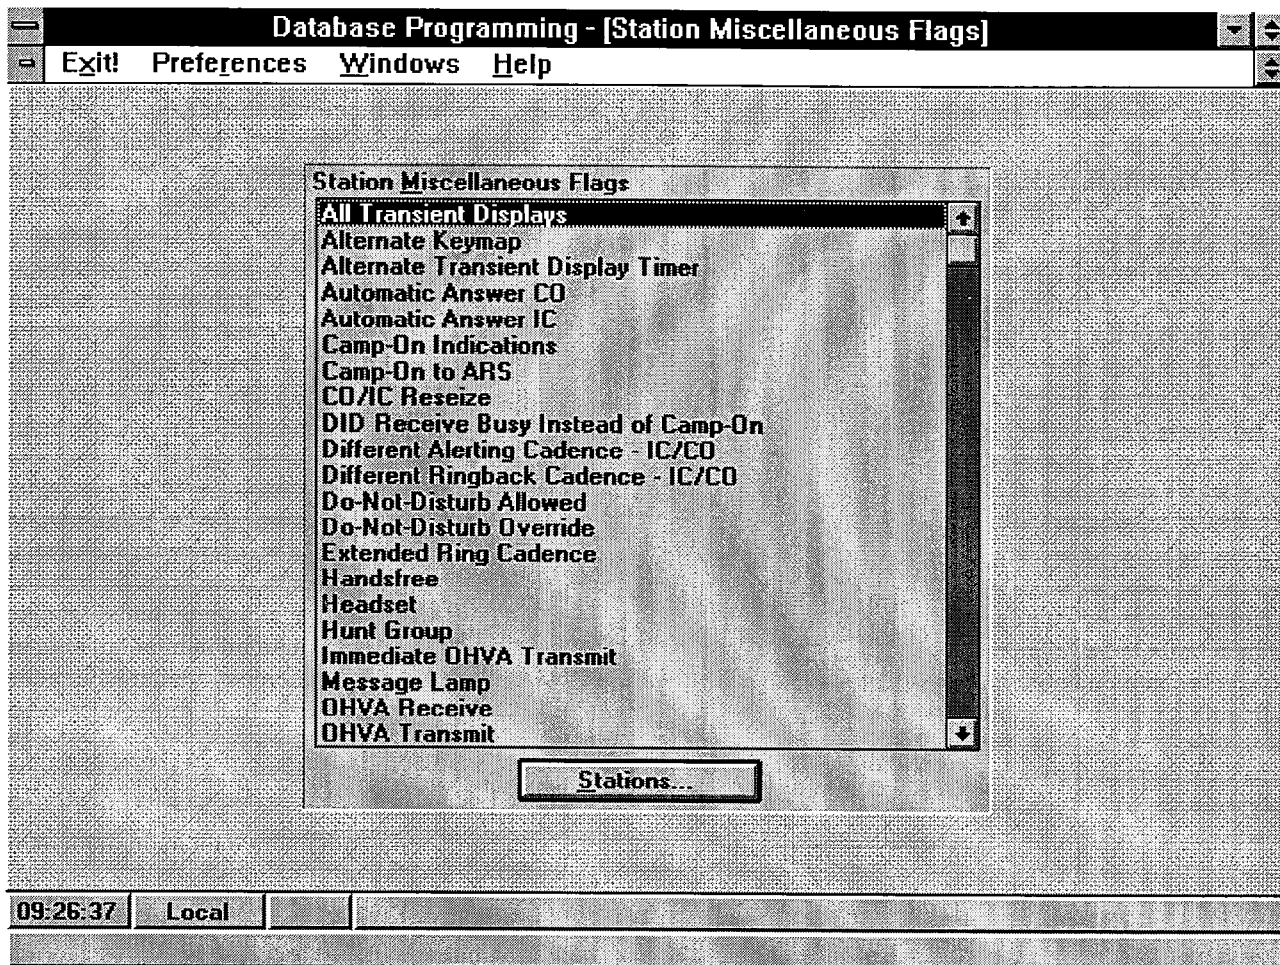 Database Programming - [Station Miscellaneous Flags]
Exit! Preferences Windows Help
Station Miscellaneous Flags
All Transient Displays
Alternate Keymap
Alternate Transient Display Timer
Automatic Answer CO
Automatic Answer IC
Camp-On Indications
Camp-On to ARS
CO/IC Reseize
DID Receive Busy Instead of Camp-On
Different Alerting Cadence - IC/CO
Different Ringback Cadence - IC/CO
Do-Not-Disturb Allowed
Do-Not-Disturb Override
Extended Ring Cadence
Handsfree
Headset
Hunt Group
Immediate OHVA Transmit
Message Lamp
OHVA Receive
OHVA Transmit
Stations...
09:26:37 Local